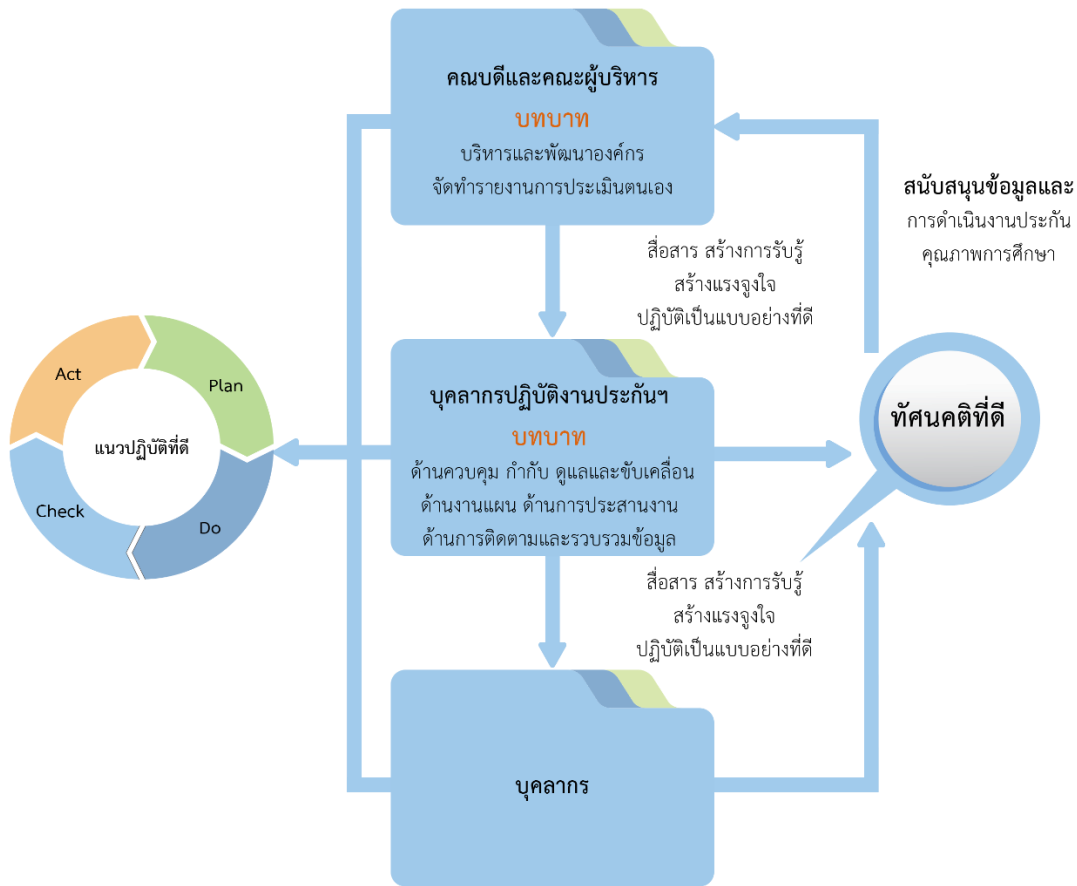 คณบดีและคณะผู้บริหาร
บทบาท
บริหารและพัฒนาองค์กร
จัดทำรายงานการประเมินตนเอง
สนับสนุนข้อมูลและ
การดำเนินงานประกัน
คุณภาพการศึกษา
สื่อสาร สร้างการรับรู้
สร้างแรงจูงใจ
ปฏิบัติเป็นแบบอย่างที่ดี
Act
Plan
แนวปฏิบัติที่ดี
Check
Do
บุคลากรปฏิบัติงานประกันฯ
บทบาท
ด้านควบคุม กำกับ ดูแลและขับเคลื่อน
ด้านงานแผน ด้านการประสานงาน
ด้านการติดตามและรวบรวมข้อมูล
ทัศนคติที่ดี
สื่อสาร สร้างการรับรู้
สร้างแรงจูงใจ
ปฏิบัติเป็นแบบอย่างที่ดี
บุคลากร